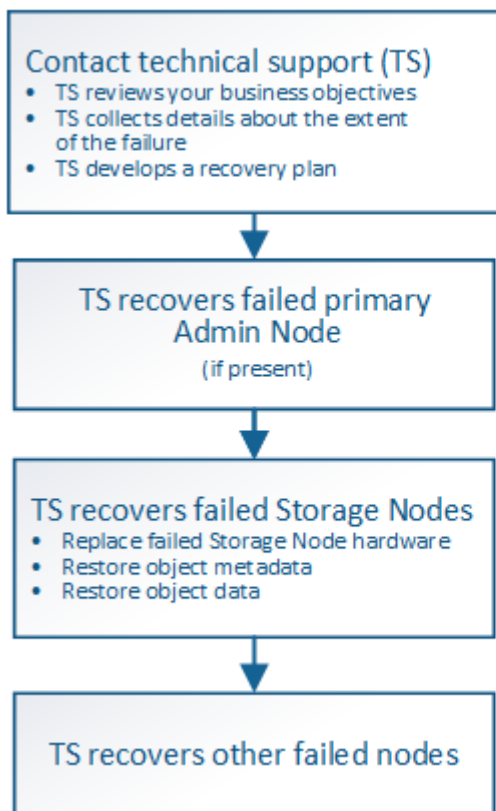 Contact technical support (TS)
• TS reviews your business objectives
• TS collects details about the extent
of the failure
• TS develops a recovery plan
TS recovers failed primary
Admin Node
(if present)
TS recovers failed Storage Nodes
• Replace failed Storage Node hardware
• Restore object metadata
• Restore object data
TS recovers other failed nodes